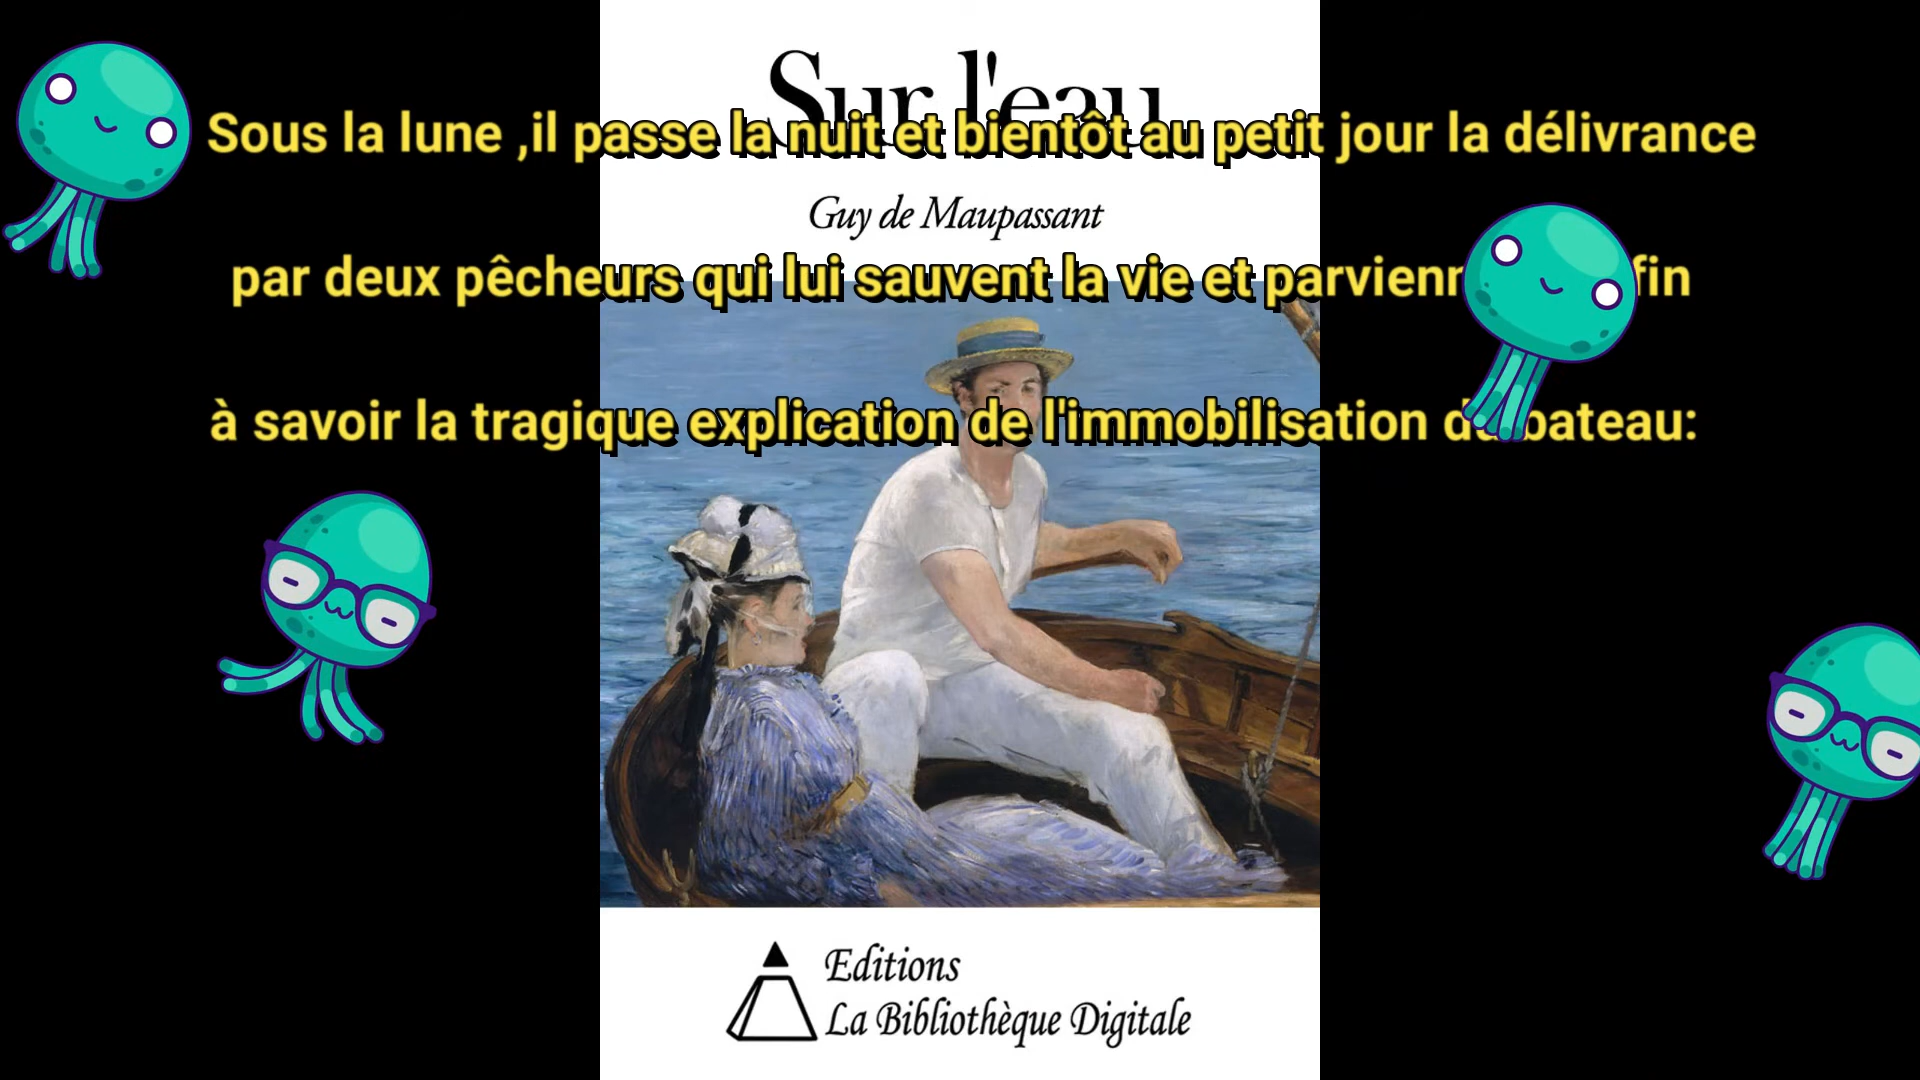 Sur l'eau
Sous la lune ,il passe la nuit et bientôt au petit jour la délivrance
Guy de Maupassant
par deux pêcheurs qui lui sauvent la vie et
à savoir la tragique explication de l'immobilisation bateau:
Editions
La Bibliothèque Digitale